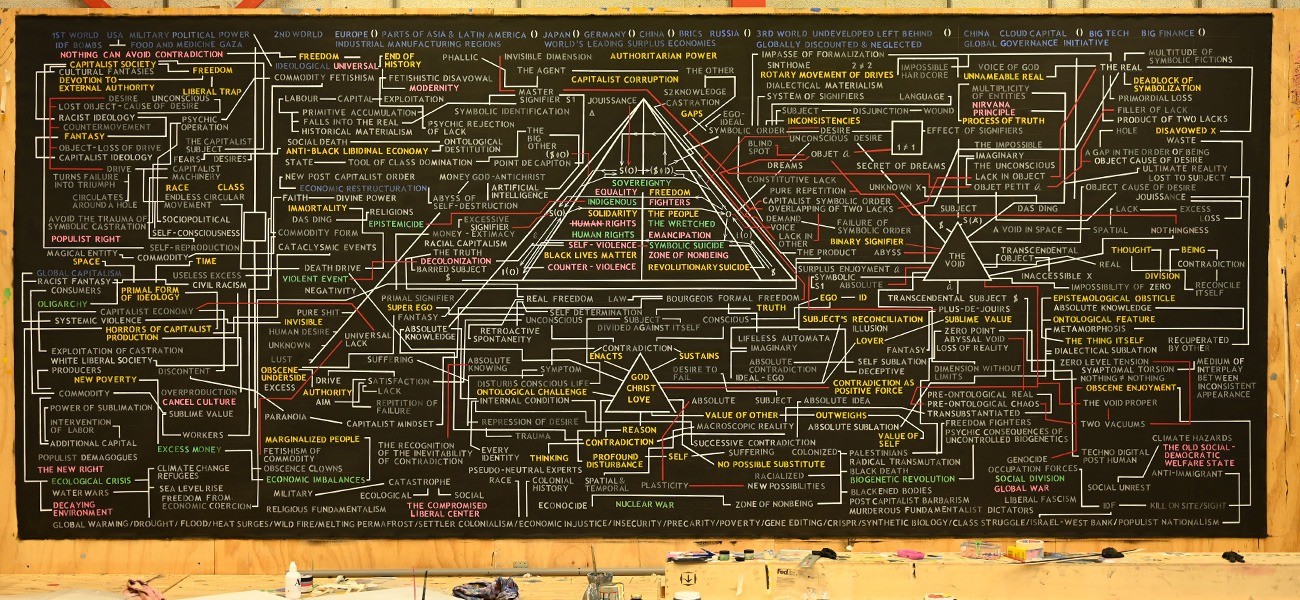 1ST WORLD USA MILITARY POLITICAL POWER
IDF BOMBS FOOD AND MEDICINE GAZA
2ND WORLD EUROPE () PARTS OF ASIA & LATIN AMERICA () JAPAN () GERMANY () CHINA () BRICS RUSSIA ()
INDUSTRIAL MANUFACTURING REGIONS WORLD'S LEADING SURPLUS ECONOMIES
3RD WORLD UNDEVELOPED LEFT BEHIND ()
GLOBALLY DISCOUNTED & NEGLECTED
CHINA CLOUD CAPITAL () BIG TECH BIG FINANCE ()
GLOBAL GOVERNANCE INITIATIVE
NOTHING CAN AVOID CONTRADICTION
CAPITALIST SOCIETY
CULTURAL FANTASIES
DEVOTION TO
EXTERNAL AUTHORITY
FREEDOM
LIBERAL TRAP
DESIRE UNCONSCIOUS
LOST OBJECT-CAUSE OF DESIRE
RACIST IDEOLOGY
COUNTERMOVEMENT
FANTASY
OBJECT-LOSS OF DRIVE
CAPITALIST IDEOLOGY
PSYCHIC
OPERATION
THE CAPITALIST
SUBJECT
FEARS DESIRES
DRIVE
CAPITALIST
MACHINERY
TURNS FAILURE
INTO TRIUMPH
CIRCULATES
AROUND A HOLE
RACE CLASS
ENDLESS CIRCULAR
MOVEMENT
AVOID THE TRAUMA OF
SYMBOLIC CASTRATION
SOCIOPOLITICAL
SELF-CONSCIOUSNESS
POPULIST RIGHT
SELF-REPRODUCTION
MAGICAL ENTITY
COMMODITY
SPACE
TIME
GLOBAL CAPITALISM
RACIST FANTASY
CONSUMERS
USELESS EXCESS
CIVIL RACISM
PRIMAL FORM
OF IDEOLOGY
OLIGARCHY
CAPITALIST ECONOMY
SYSTEMIC VIOLENCE
HORRORS OF CAPITALIST
PRODUCTION
EXPLOITATION OF CASTRATION
WHITE LIBERAL SOCIETY
PRODUCERS
DISCONTENT
NEW POVERTY
COMMODITY
OVERPRODUCTION
CANCEL CULTURE
POWER OF SUBLIMATION
SUBLIME VALUE
INTERVENTION
OF LABOR
WORKERS
ADDITIONAL CAPITAL
EXCESS MONEY
POPULIST DEMAGOGUES
THE NEW RIGHT
ECOLOGICAL CRISIS
CLIMATE CHANGE
REFUGEES
WATER WARS
SEA LEVEL RISE
DECAYING
ENVIRONMENT
FREEDOM FROM
ECONOMIC COERCION
FREEDOM
IDEOLOGICAL UNIVERSAL
END OF
HISTORY
COMMODITY FETISHISM
FETISHISTIC DISAVOWAL
MODERNITY
LABOUR CAPITAL EXPLOITATION
PRIMITIVE ACCUMULATION
FALLS INTO THE REAL
HISTORICAL MATERIALISM
PSYCHIC REJECTION
OF LACK
SOCIAL DEATH
ANTI-BLACK LIBIDINAL ECONOMY
ONTOLOGICAL
DESTITUTION
STATE TOOL OF CLASS DOMINATION
NEW POST CAPITALIST ORDER
ECONOMIC RESTRUCTURATION
FAITH DIVINE POWER
IMMORTALITY
DAS DING
RELIGIONS
EPISTEMICIDE
COMMODITY FORM
CATACLYSMIC EVENTS
DEATH DRIVE
VIOLENT EVENT
NEGATIVITY
PHALLIC
INVISIBLE DIMENSION
THE AGENT
MASTER
SIGNIFIER S
SYMBOLIC IDENTIFICATION
THE
BIG
OTHER
($◊)
POINT DE CAPITON
MONEY GOD-ANTICHRIST
ABYSS OF
SELF-DESTRUCTION
ARTIFICIAL
INTELLIGENCE
EXCESSIVE
SIGNIFIER
MONEY-EXTIMACY
RACIAL CAPITALISM
THE TOTALITY
DECOLONIZATION
BARRED SUBJECT
$
AUTHORITARIAN POWER
CAPITALIST CORRUPTION
THE OTHER
S2KNOWLEDGE
CASTRATION
GAPS
EGO-
IDEAL
JOUISSANCE
SYMBOLIC ORDER
SOVEREIGNTY
EQUALITY FREEDOM
INDIGENOUS FIGHTERS
SOLIDARITY THE PEOPLE
HUMAN RIGHTS THE WRETCHED
HUMAN RIGHTS EMANCIPATION
SELF-VIOLENCE SYMBOLIC SUICIDE
BLACK LIVES MATTER ZONE OF NONBEING
COUNTER-VIOLENCE REVOLUTIONARY SUICIDE
PURE SHIT
INVISIBLE
HUMAN DESIRE
UNKNOWN
LUST
OBSCENE
UNDERSIDE
EXCESS
DRIVE
AUTHORITY
AIM
UNIVERSAL
LACK
SUFFERING
SATISFACTION
LACK
REPITITION OF
FAILURE
PARANOIA
CAPITALIST MINDSET
MARGINALIZED PEOPLE
FETISHISM OF
COMMODITY
THE RECOGNITION
OF THE INEVITABILITY
OF CONTRADICTION
OBSCENCE CLOWNS
ECONOMIC IMBALANCES
CATASTROPHE
MILITARY
ECOLOGICAL SOCIAL
RELIGIOUS FUNDAMENTALISM
THE COMPROMISED
LIBERAL CENTER
PRIMAL SIGNIFIER
SUPER EGO
FANTASY
ABSOLUTE
KNOWLEDGE
REAL FREEDOM LAW BOURGEOIS FORMAL FREEDOM
TRUTH
SELF DETERMINATION
UNCONSCIOUS SUBJECT CONSCIOUS
DIVIDED AGAINST ITSELF
RETROACTIVE
SPONTANEITY
CONTRADICTION
ENACTS SUSTAINS
ABSOLUTE
KNOWING
SYMPTOM
GOD
CHRIST
LOVE
DESIRE TO
FAIL
DISTURBS CONSCIOUS LIFE
ONTOLOGICAL CHALLENGE
INTERNAL CONDITION
REPRESSION OF DESIRE
TRAUMA
EVERY
IDENTITY
THINKING
REASON
CONTRADICTION
PROFOUND
DISTURBANCE
SELF
PSEUDO-NEUTRAL EXPERTS
RACE
COLONIAL
HISTORY
SPATIAL &
TEMPORAL
PLASTICITY
ECONOCIDE
NUCLEAR WAR
LIFELESS AUTOMATA
IMAGINARY
ABSOLUTE
CONTRADICTION
IDEAL-EGO
ABSOLUTE SUBJECT ABSOLUTE IDEA
VALUE OF OTHER OUTWEIGHS
MACROSCOPIC REALITY
ABSOLUTE SUBLATION
VALUE OF
SELF
SUCCESSIVE CONTRADICTION
SUFFERING COLONIZED
NO POSSIBLE SUBSTITUTE
RACIALIZED
NEW POSSIBILITIES
ZONE OF NONBEING
IMPASSE OF FORMALIZATION
SINTHOME 2 ≠ 2
ROTARY MOVEMENT OF DRIVES
DIALECTICAL MATERIALISM
SYSTEM OF SIGNIFIERS
IMPOSSIBLE
HARDCORE
LANGUAGE
SUBJECT DISJUNCTION WOUND
INCONSISTENCIES
DESIRE
UNCONSCIOUS DESIRE
1≠1
EFFECT OF SIGNIFIERS
BLIND
SPOT
OBJET a
DREAMS
SECRET OF DREAMS
CONSTITUTIVE LACK
PURE REPETITION
UNKNOWN X
CAPITALIST SYMBOLIC ORDER
OVERLAPPING OF TWO LACKS
DEMAND
VOICE
LACK IN
OTHER
FAILURE OF
SYMBOLIC ORDER
BINARY SIGNIFIER
THE PRODUCT ABYSS
SURPLUS ENJOYMENT a
SYMBOLIC
S1 ABSOLUTE
EGO ID
SUBJECT'S RECONCILIATION
ILLUSION
LOVER
FANTASY
SELF SUBLATION
DECEPTIVE
CONTRADICTION AS
POSITIVE FORCE
VOICE OF GOD
UNNAMEABLE REAL
MULTIPLICITY
OF ENTITIES
NIRVANA
PRINCIPLE
PROCESS OF TRUTH
THE IMPOSSIBLE
IMAGINARY
THE UNCONSCIOUS
LACK IN OBJECT
OBJET PETIT a
SUBJECT
DAS DING
A VOID IN SPACE
THE
VOID
TRANSCENDENTAL
OBJECT
REAL
INACCESSIBLE X
IMPOSSIBILITY OF ZERO
TRANSCENDENTAL SUBJECT $
PLUS-DE-JOUIRS
SUBLIME VALUE
ZERO POINT
ABYSSAL VOID
LOSS OF REALITY
DIMENSION WITHOUT
LIMITS
PRE-ONTOLOGICAL REAL
PRE-ONTOLOGICAL CHAOS
TRANSUBSTANTIATED
FREEDOM FIGHTERS
PSYCHIC CONSEQUENCES OF
UNCONTROLLED BIOGENETICS
PALESTINIANS
RADICAL TRANSMUTATION
BLACK DEATH
BIOGENETIC REVOLUTION
BLACKENED BODIES
POST CAPITALIST BARBARISM
MURDEROUS FUNDAMENTALIST DICTATORS
GENOCIDE
OCCUPATION FORCES
SOCIAL DIVISION
GLOBAL WAR
LIBERAL FASCISM
THE REAL
MULTITUDE OF
SYMBOLIC FICTIONS
DEADLOCK OF
SYMBOLIZATION
PRIMORDIAL LOSS
FILLER OF LACK
PRODUCT OF TWO LACKS
HOLE
DISAVOWED X
WASTE
A GAP IN THE ORDER OF BEING
OBJECT CAUSE OF DESIRE
ULTIMATE REALITY
LOST TO SUBJECT
OBJECT CAUSE OF DESIRE
LACK EXCESS
LOSS
SPATIAL NOTHINGNESS
THOUGHT BEING
CONTRADICTION
DIVISION
RECONCILE
ITSELF
EPISTEMOLOGICAL OBSTACLE
ABSOLUTE KNOWLEDGE
ONTOLOGICAL FEATURE
METAMORPHOSIS
THE THING ITSELF
DIALECTICAL SUBLATION
RECUPERATED
BY OTHER
ZERO LEVEL TENSION
SYMPTOMAL TORSION
NOTHING ≠ NOTHING
OBSCENE ENJOYMENT
MEDIUM OF
INTERPLAY
BETWEEN
INCONSISTENT
APPEARANCE
THE VOID PROPER
TWO VACUUMS
CLIMATE HAZARDS
THE OLD SOCIAL-
DEMOCRATIC
WELFARE STATE
TECHNO DIGITAL
POST HUMAN
ANTI-IMMIGRANT
SOCIAL UNREST
IDF KILL ON SITE/SIGHT
GLOBAL WARMING/DROUGHT/FLOOD/HEAT SURGES/WILD FIRE/MELTING PERMAFROST/SETTLER COLONIALISM/ECONOMIC INJUSTICE/INSECURITY/PRECARITY/POVERTY/GENE EDITING/CRISPR/SYNTHETIC BIOLOGY/CLASS STRUGGLE/ISRAEL-WEST BANK/POPULIST NATIONALISM
FedEx